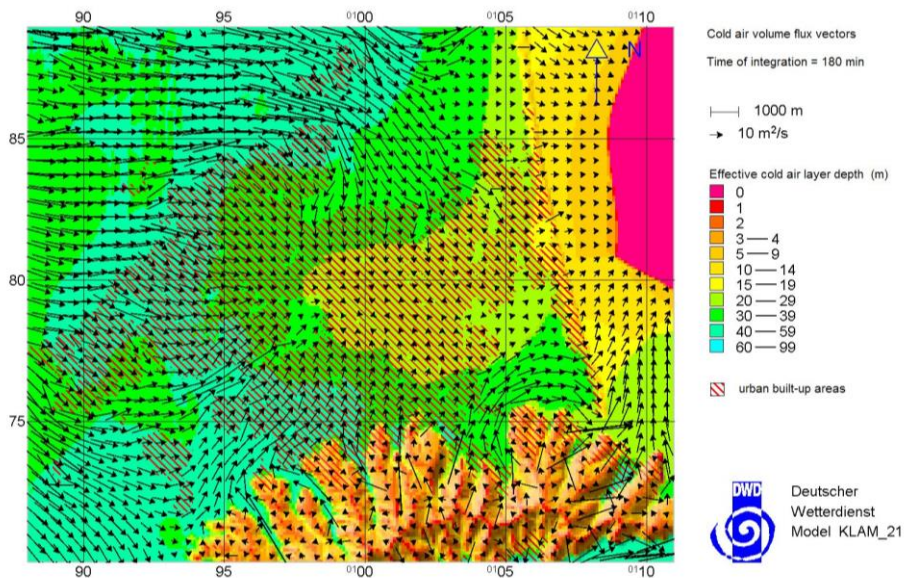 90 95 0100 0105 0110
N
85
80
75
90 95 0100 0105 0110
Cold air volume flux vectors
Time of integration = 180 min
1000 m
10 m²/s
Effective cold air layer depth (m)
0
1
2
3 — 4
5 — 9
10 — 14
15 — 19
20 — 29
30 — 39
40 — 59
60 — 99
urban built-up areas
DWD
Deutscher
Wetterdienst
Model KLAM_21